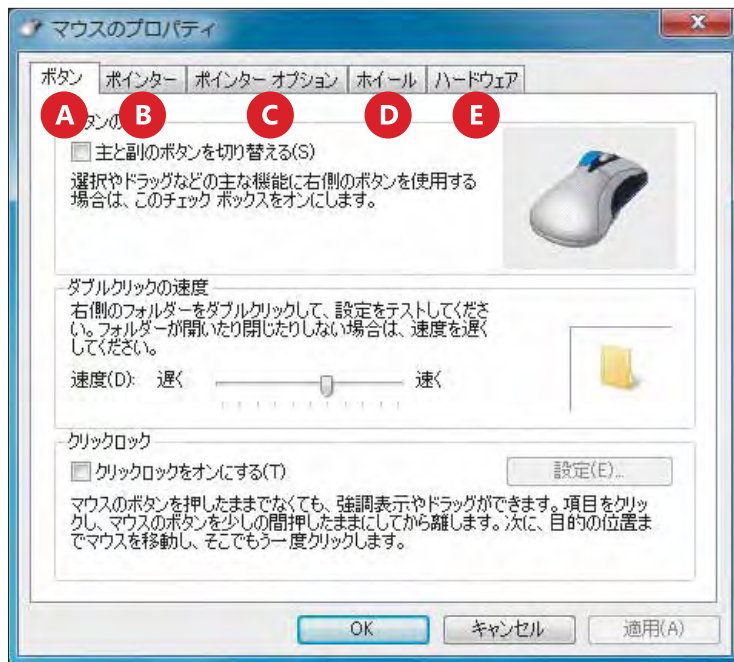 マウスのプロパティ
ボタン ポインター ポインター オプション ホイール ハードウェア
A B C D E
タンの
主と副のボタンを切り替える(S)
選択やドラッグなどの主な機能に右側のボタンを使用する
場合は、このチェック ボックスをオンにします。
ダブルクリックの速度
右側のフォルダーをダブルクリックして、設定をテストしてくださ
い。フォルダーが開いたり閉じたりしない場合は、速度を遅く
してください。
速度(D): 遅く 速く
クリックロック
クリックロックをオンにする(T) 設定(E)...
マウスのボタンを押したままでなくても、強調表示やドラッグができます。項目をクリッ
クし、マウスのボタンを少しの間押したままにしてから離します。次に、目的の位置ま
でマウスを移動し、そこでもう一度クリックします。
OK キャンセル 適用(A)